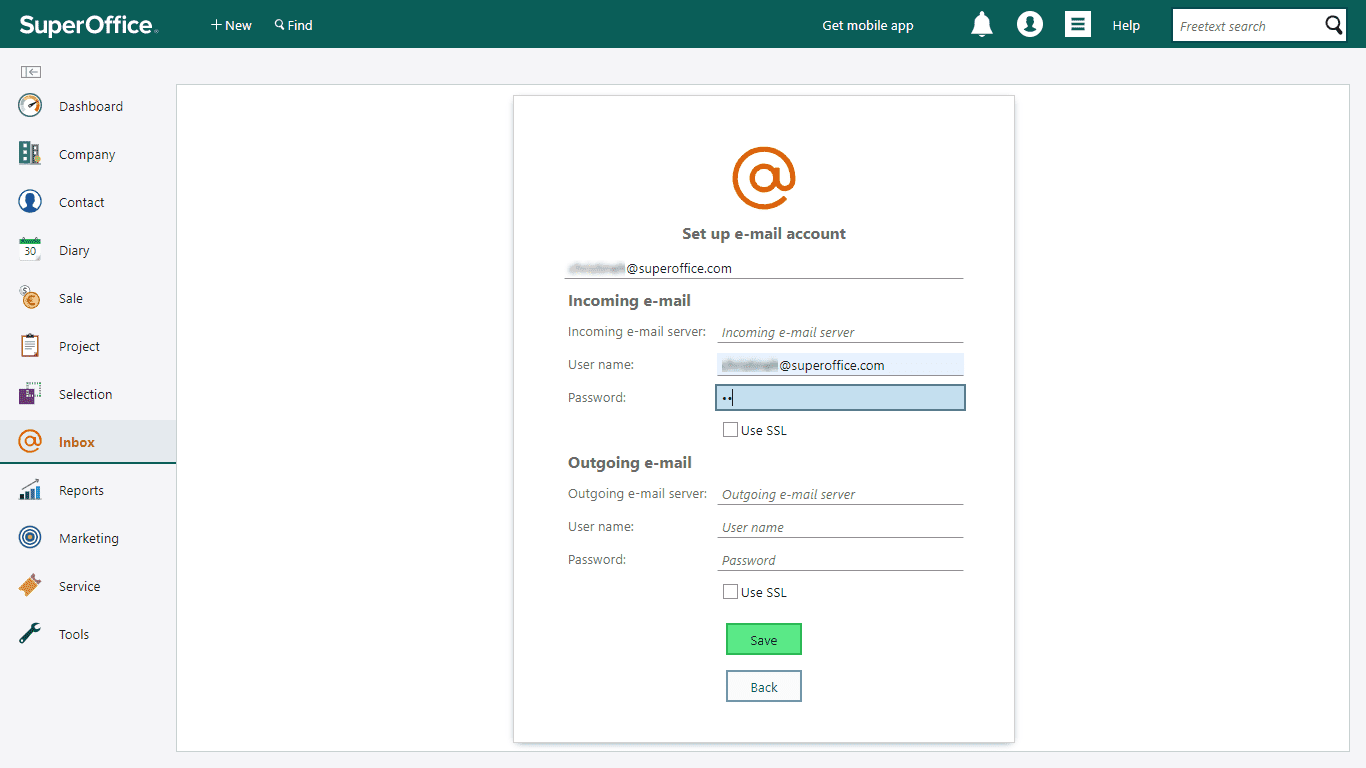 SuperOffice
+ New
Find
Get mobile app
Help
Freetext search
Dashboard
Company
Contact
30
Diary
Sale
Project
Selection
Inbox
Reports
Marketing
Service
Tools
@
Set up e-mail account
@superoffice.com
Incoming e-mail
Incoming e-mail server: Incoming e-mail server
User name: @superoffice.com
Password: ••
Use SSL
Outgoing e-mail
Outgoing e-mail server: Outgoing e-mail server
User name: User name
Password: Password
Use SSL
Save
Back